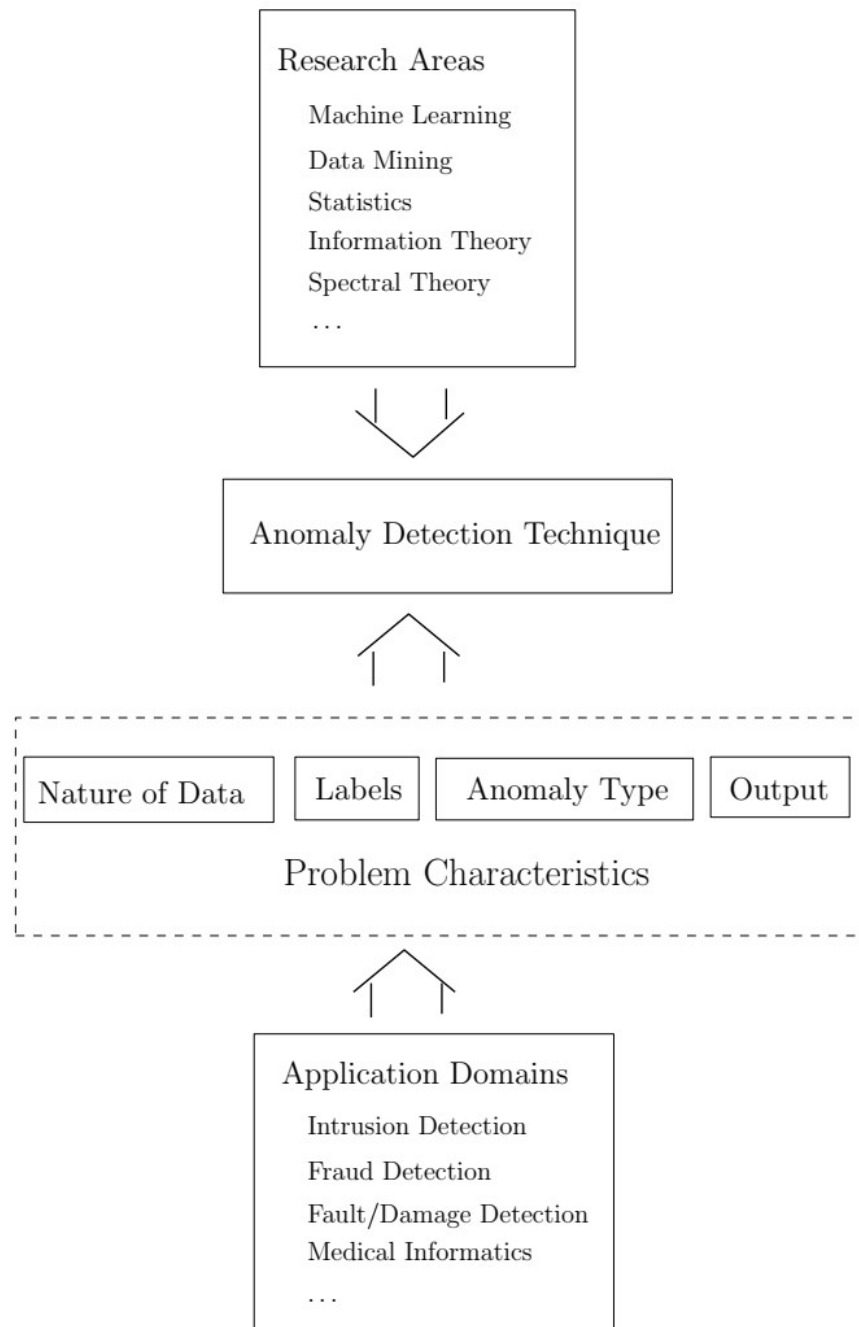 Research Areas
Machine Learning
Data Mining
Statistics
Information Theory
Spectral Theory
...
Anomaly Detection Technique
Nature of Data Labels Anomaly Type Output
Problem Characteristics
Application Domains
Intrusion Detection
Fraud Detection
Fault/Damage Detection
Medical Informatics
...